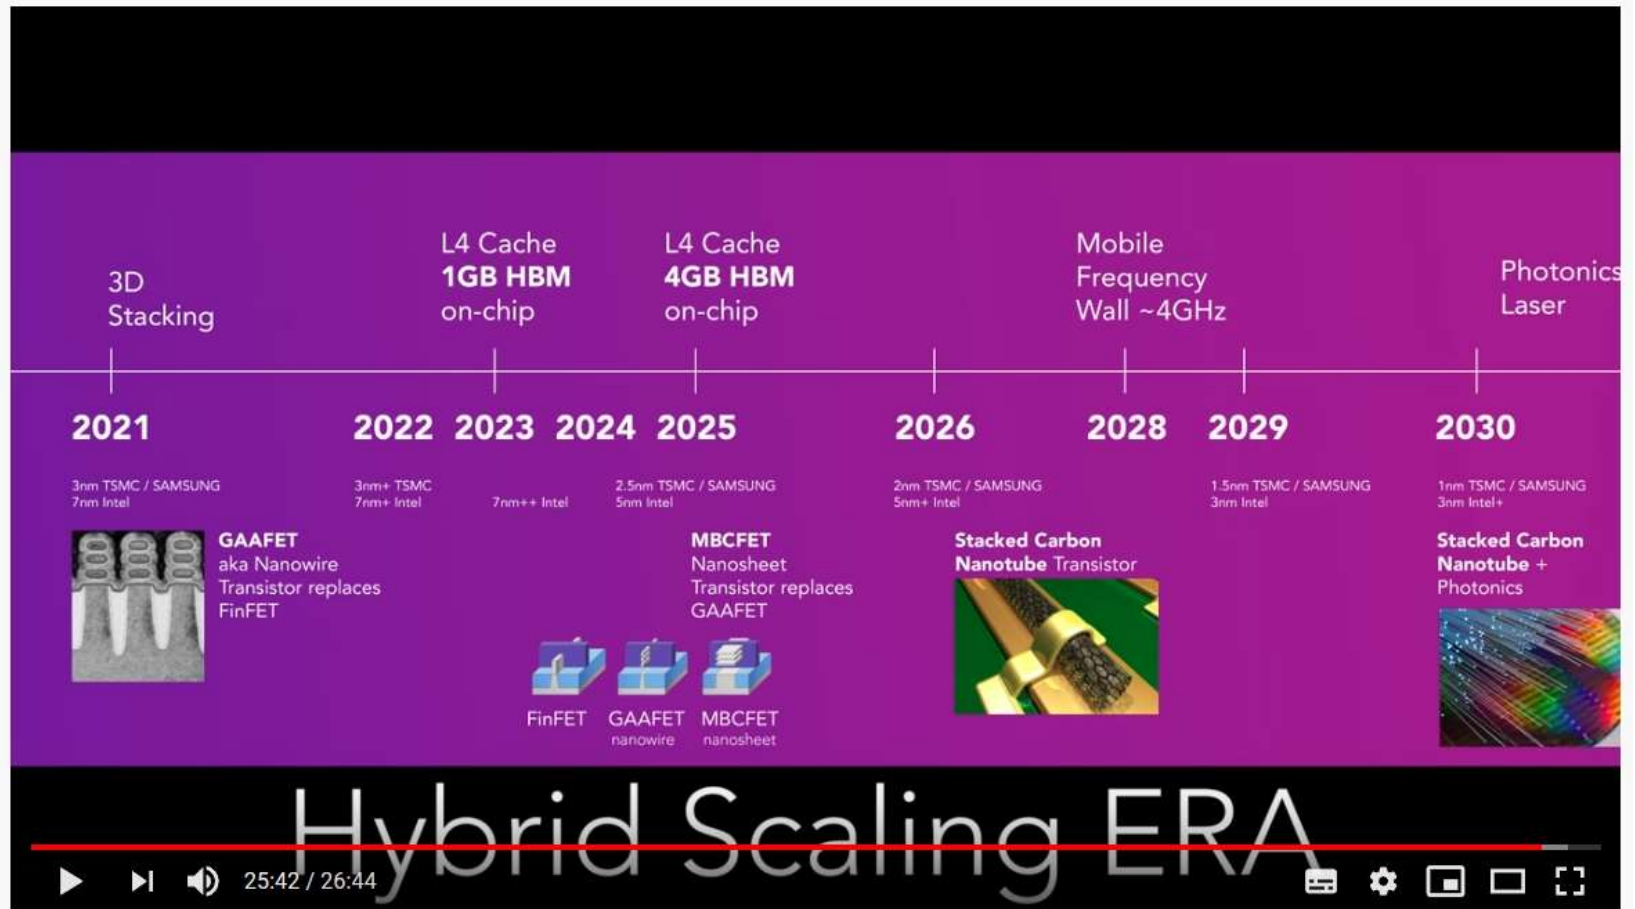 3D
Stacking
L4 Cache
1GB HBM
on-chip
L4 Cache
4GB HBM
on-chip
Mobile
Frequency
Wall ~4GHz
Photonics
Laser
2021
2022
2023
2024
2025
2026
2028
2029
2030
3nm TSMC / SAMSUNG
7nm Intel
3nm+ TSMC
7nm+ Intel
7nm++ Intel
2.5nm TSMC / SAMSUNG
5nm Intel
2nm TSMC / SAMSUNG
5nm+ Intel
1.5nm TSMC / SAMSUNG
3nm Intel
1nm TSMC / SAMSUNG
3nm Intel+
GAAFET
aka Nanowire
Transistor replaces
FinFET
MBCFET
Nanosheet
Transistor replaces
GAAFET
Stacked Carbon
Nanotube Transistor
Stacked Carbon
Nanotube +
Photonics
FinFET
GAAFET
nanowire
MBCFET
nanosheet
Hybrid Scaling ERA
25:42 / 26:44